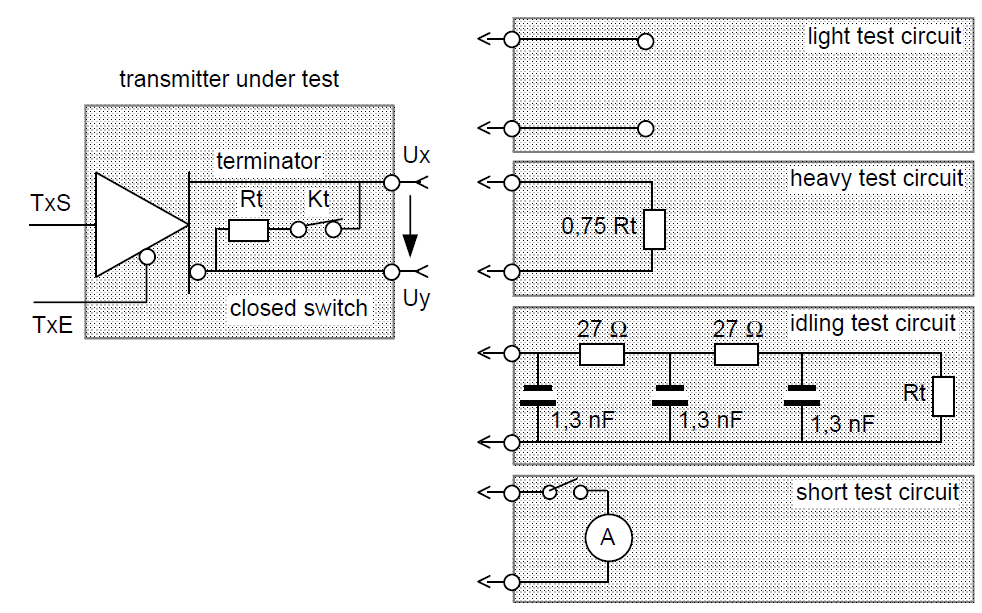 light test circuit
transmitter under test
terminator
Ux
Rt
Kt
TxS
closed switch
Uy
TxE
heavy test circuit
0,75 Rt
idling test circuit
27 Ω
27 Ω
Rt
1,3 nF
1,3 nF
1,3 nF
short test circuit
A